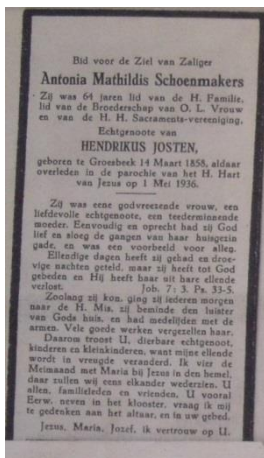 Bid voor de Ziel van Zaliger
Antonia Mathildis Schoenmakers
Zij was 64 jaren lid van de H. Familie,
lid van de Broederschap van O. L. Vrouw
en van de H. H. Sacraments-vereeniging,
Echtgenoote van
HENDRIKUS JOSTEN,
geboren te Groesbeek 14 Maart 1858, aldaar
overleden in de parochie van het H. Hart
van Jezus op 1 Mei 1936.
Zij was eene godvreezende vrouw, een
liefdevolle echtgenoote, een teederminnende
moeder. Eenvoudig en oprecht had zij God
lief en sloeg de gangen van haar huisgezin
gade, en was een voorbeeld voor allen.
Ellendige dagen heeft zij gehad en droe-
vige nachten geteld, maar zij heeft tot God
gebeden en Hij heeft haar uit hare ellende
verlost. Job. 7: 3. Ps. 33-5.
Zoolang zij kon, ging zij iederen morgen
naar de H. Mis, zij beminde den luister
van Gods huis, en had medelijden met de
armen. Vele goede werken vergezellen haar.
Daarom troost U, dierbare echtgenoot,
kinderen en kleinkinderen, want mijne ellende
wordt in vreugde veranderd. Ik vier de
Meimaand met Maria bij Jezus in den hemel,
daar zullen wij eens elkander wederzien. U
allen, familieleden en vrienden, U vooral
Eerw. neven in het klooster, vraag ik mij
te gedenken aan het altaar, en in uw gebed.
Jezus, Maria, Jozef, ik vertrouw op U.